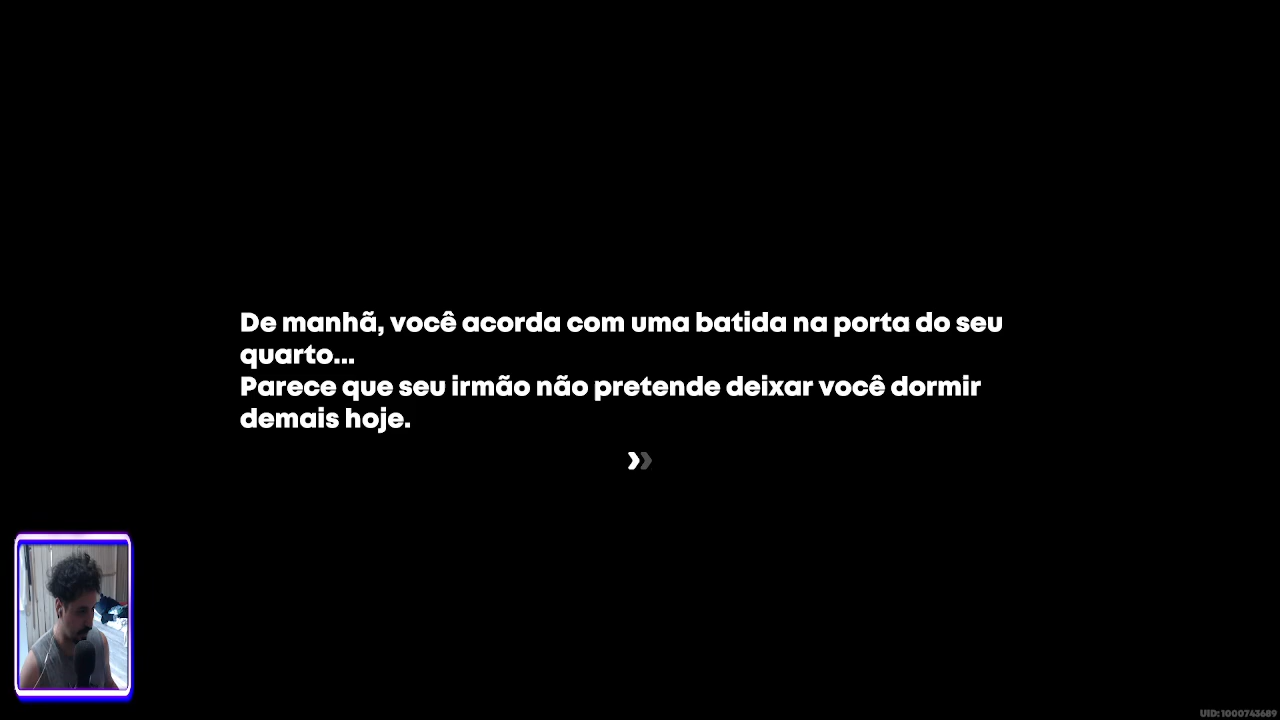 De manhã, você acorda com uma batida na porta do seu
quarto...
Parece que seu irmão não pretende deixar você dormir
demais hoje.
UID: 1000743689